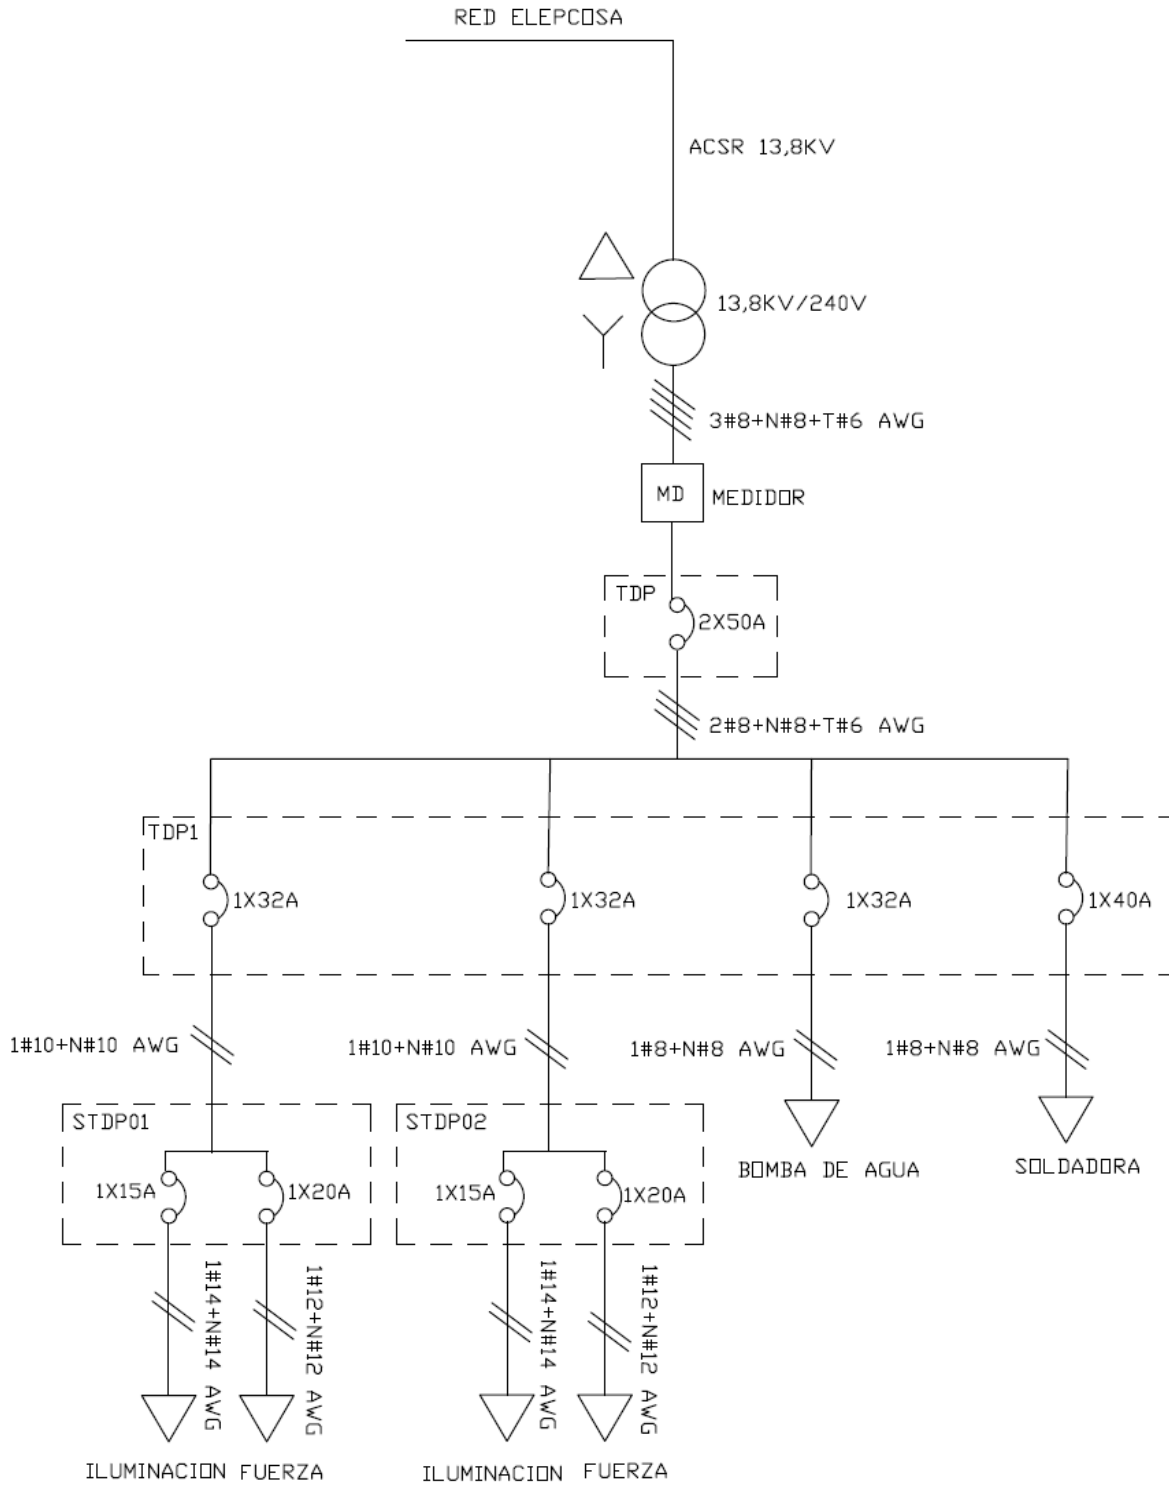 RED ELEPCOSA
ACSR 13,8KV
13,8KV/240V
3#8+N#8+T#6 AWG
MD
MEDIDOR
TDP
2X50A
2#8+N#8+T#6 AWG
TDP1
1X32A
1X32A
1X32A
1X40A
1#10+N#10 AWG
1#10+N#10 AWG
1#8+N#8 AWG
1#8+N#8 AWG
STDP01
STDP02
BOMBA DE AGUA
SOLDADORA
1X15A
1X20A
1X15A
1X20A
1#14+N#14 AWG
1#12+N#12 AWG
1#14+N#14 AWG
1#12+N#12 AWG
ILUMINACION
FUERZA
ILUMINACION
FUERZA